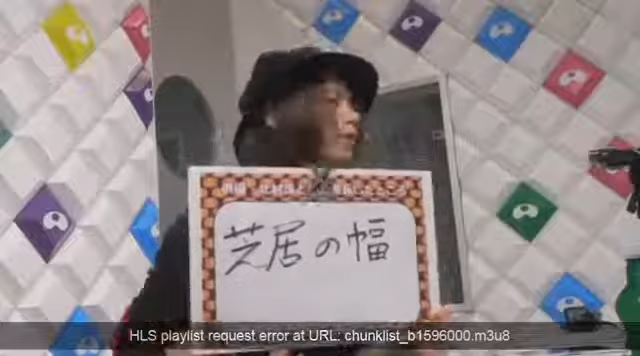 芝居の幅
HLS playlist request error at URL: chunklist_b1596000.m3u8